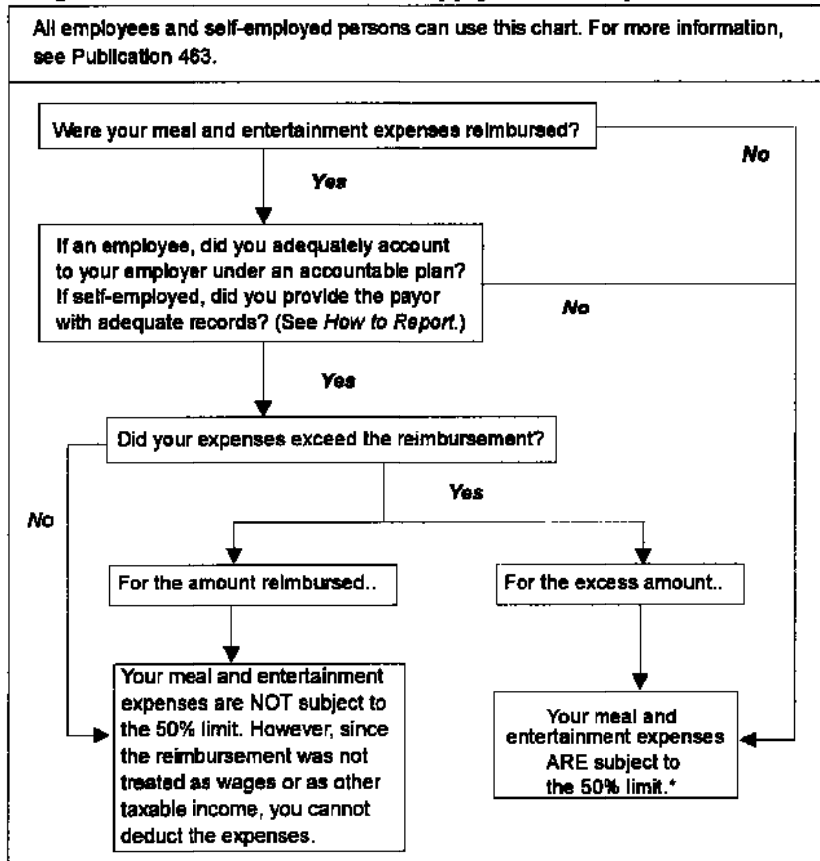 All employees and self-employed persons can use this chart. For more information,
see Publication 463.
Were your meal and entertainment expenses reimbursed?
No
Yes
If an employee, did you adequately account
to your employer under an accountable plan?
If self-employed, did you provide the payor
with adequate records? (See How to Report.)
No
Yes
Did your expenses exceed the reimbursement?
Yes
No
For the amount reimbursed..
For the excess amount..
Your meal and entertainment
expenses are NOT subject to
the 50% limit. However, since
the reimbursement was not
treated as wages or as other
taxable income, you cannot
deduct the expenses.
Your meal and
entertainment expenses
ARE subject to
the 50% limit.*